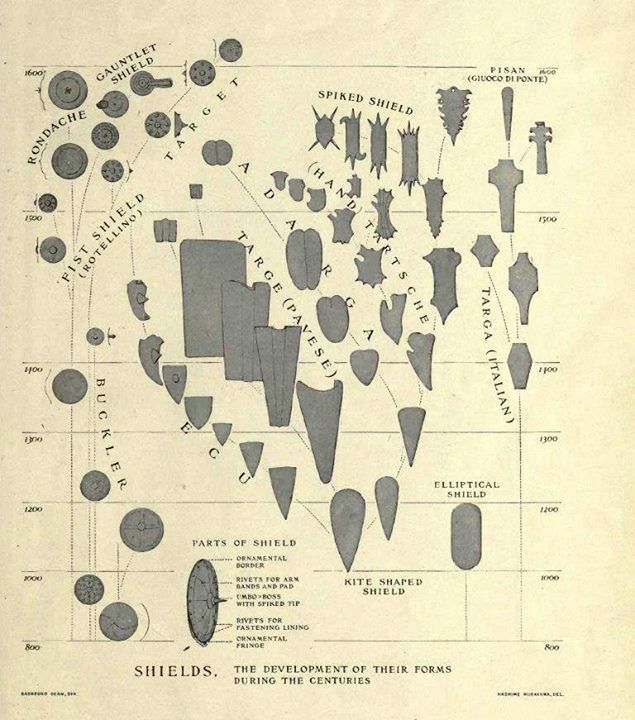 1600
GAUNTLET
SHIELD
RONDACHE
TARGET
SPIKED SHIELD
PISAN
(GIUOCO DI PONTE)
1600
ADARGA
(HAND) TARTSCHE
1500
1500
FIST SHIELD
(ROTELLINO)
TARGE (PAVESE)
TARGA (ITALIAN)
1400
1400
BUCKLER
ECU
1300
1300
ELLIPTICAL
SHIELD
1200
1200
PARTS OF SHIELD
ORNAMENTAL
BORDER
RIVETS FOR ARM
BANDS AND PAD
UMBO=BOSS
WITH SPIKED TIP
RIVETS FOR
FASTENING LINING
ORNAMENTAL
FRINGE
KITE SHAPED
SHIELD
1000
1000
800
800
SHIELDS. THE DEVELOPMENT OF THEIR FORMS
DURING THE CENTURIES
BASHFORD DEAN, DIR.
HASHIME MURAYAMA, DEL.